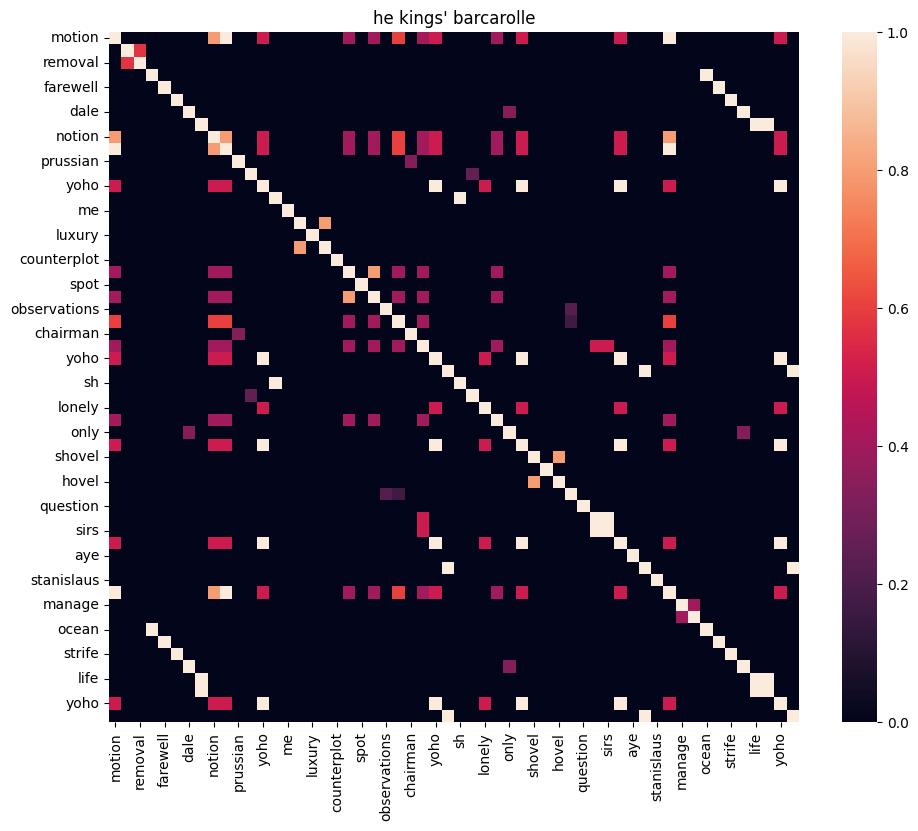 he kings' barcarolle
motion
removal
farewell
dale
notion
prussian
yoho
me
luxury
counterplot
spot
observations
chairman
yoho
sh
lonely
only
shovel
hovel
question
sirs
aye
stanislaus
manage
ocean
strife
life
yoho
1.0
0.8
0.6
0.4
0.2
0.0
motion
removal
farewell
dale
notion
prussian
yoho
me
luxury
counterplot
spot
observations
chairman
yoho
sh
lonely
only
shovel
hovel
question
sirs
aye
stanislaus
manage
ocean
strife
life
yoho